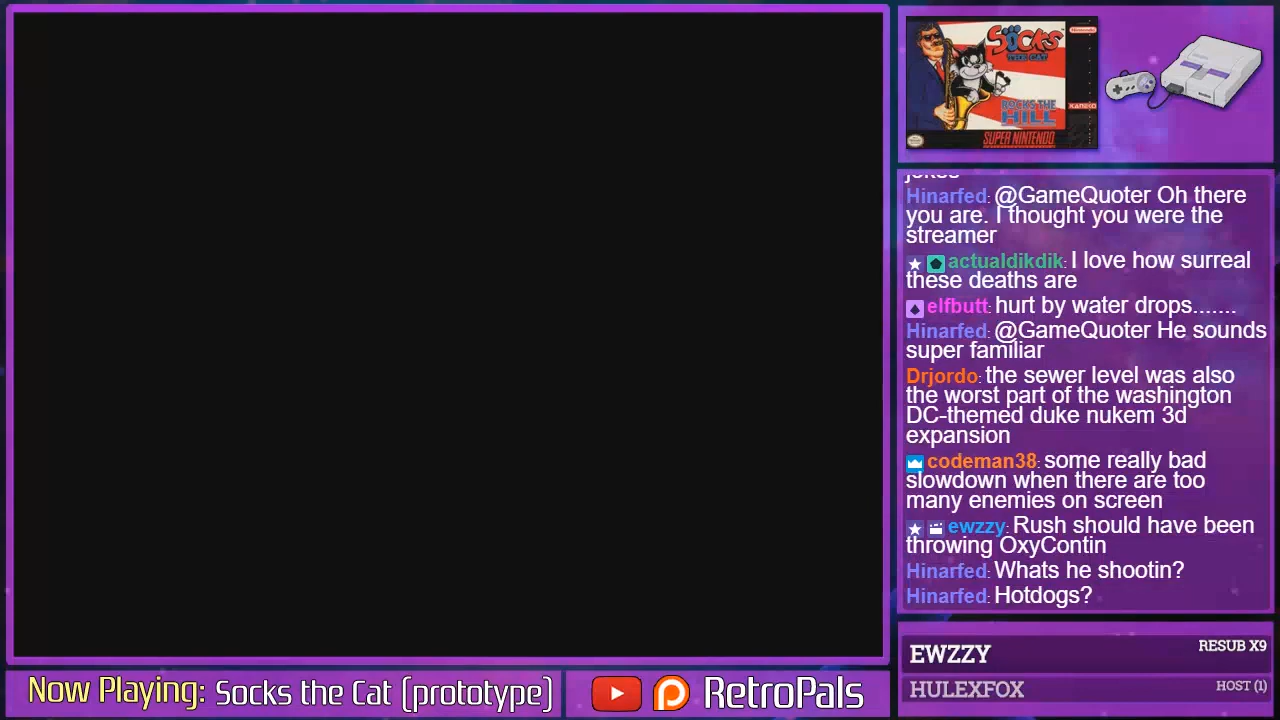 SOCKS
THE CAT
ROCKS THE
HILL
KANEKO
SUPER NINTENDO
jokes
Hinarfed: @GameQuoter Oh there
you are. I thought you were the
streamer
actualdikdik: I love how surreal
these deaths are
elfbutt: hurt by water drops.......
Hinarfed: @GameQuoter He sounds
super familiar
Drjordo: the sewer level was also
the worst part of the washington
DC-themed duke nukem 3d
expansion
codeman38: some really bad
slowdown when there are too
many enemies on screen
ewzzy: Rush should have been
throwing OxyContin
Hinarfed: Whats he shootin?
Hinarfed: Hotdogs?
EWZZY RESUB X9
HULEXFOX HOST (1)
Now Playing: Socks the Cat (prototype) RetroPals